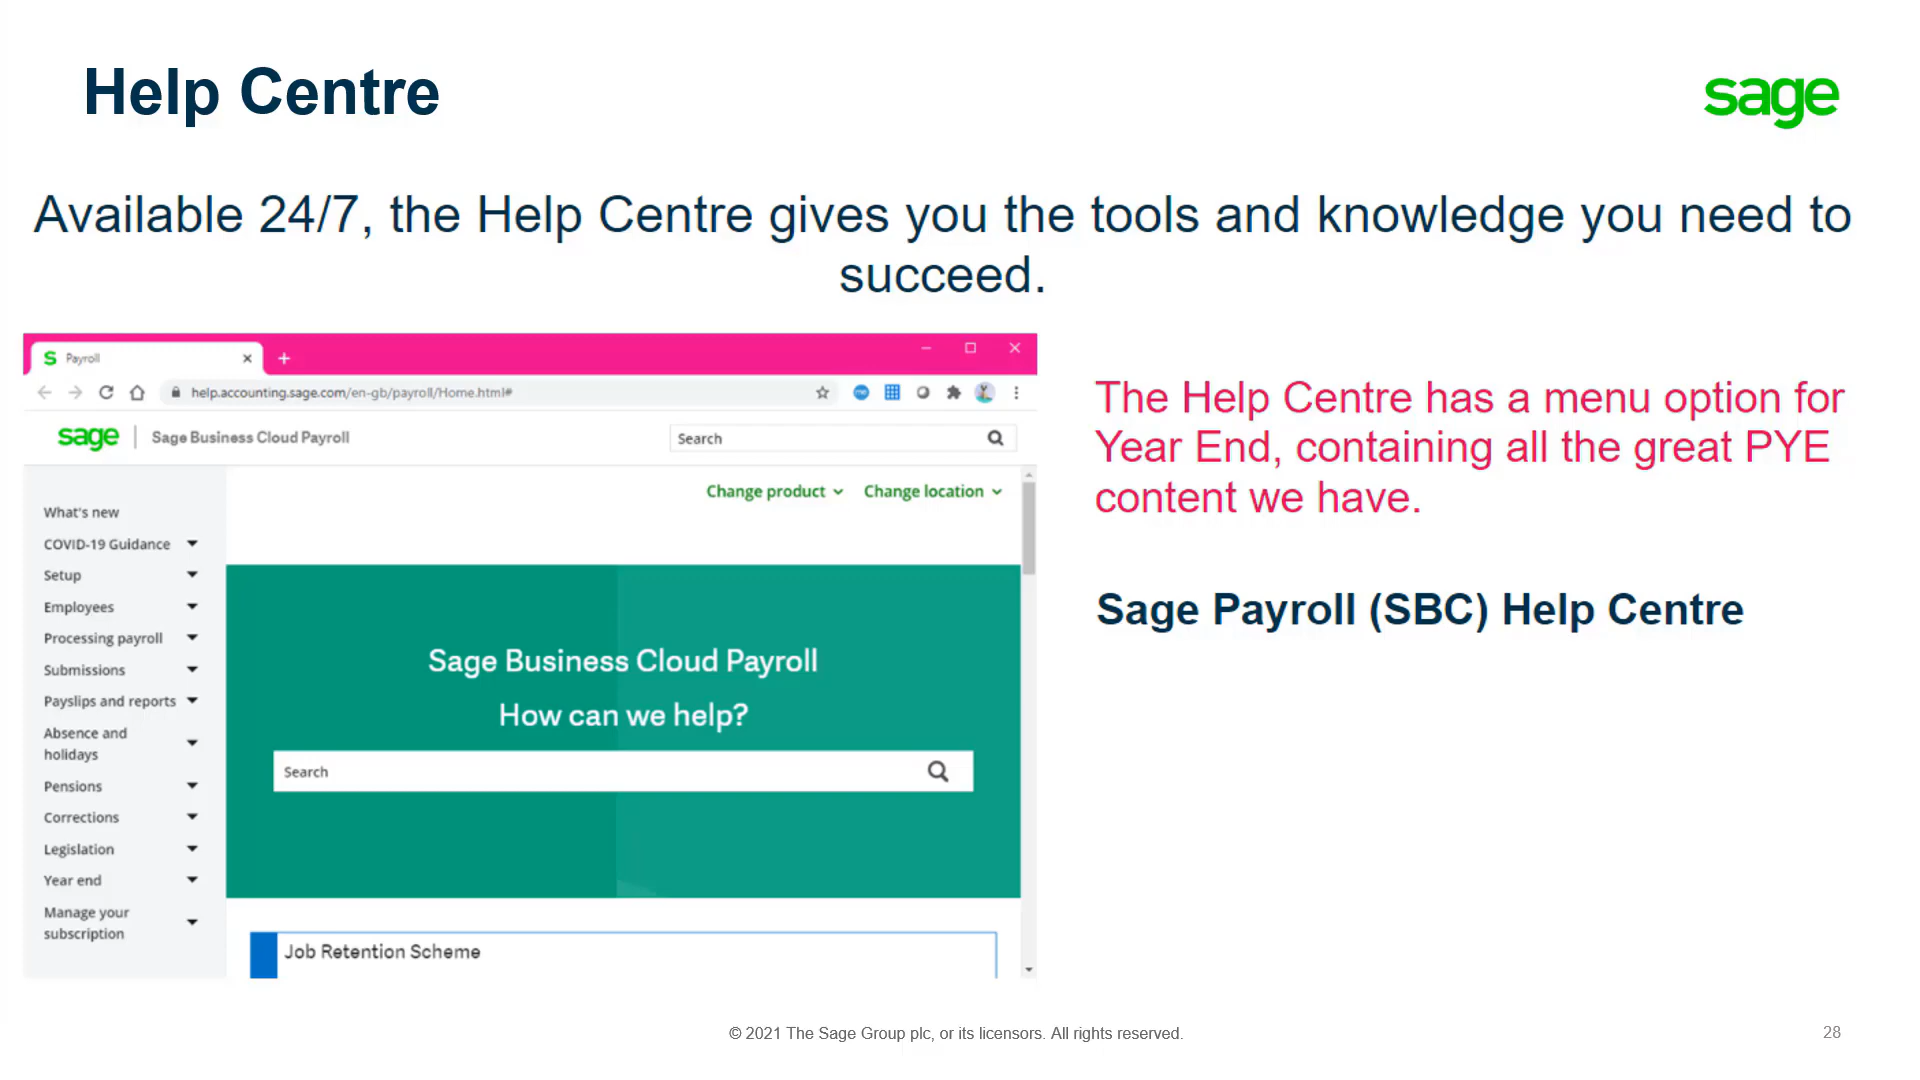 Help Centre
sage
Available 24/7, the Help Centre gives you the tools and knowledge you need to
succeed.
S Payroll
help.accounting.sage.com/en-gb/payroll/Home.html#
sage Sage Business Cloud Payroll Search
Change product Change location
What's new
COVID-19 Guidance
Setup
Employees
Processing payroll
Submissions
Payslips and reports
Absence and
holidays
Pensions
Corrections
Legislation
Year end
Manage your
subscription
Sage Business Cloud Payroll
How can we help?
Search
Job Retention Scheme
The Help Centre has a menu option for
Year End, containing all the great PYE
content we have.
Sage Payroll (SBC) Help Centre
© 2021 The Sage Group plc, or its licensors. All rights reserved.
28